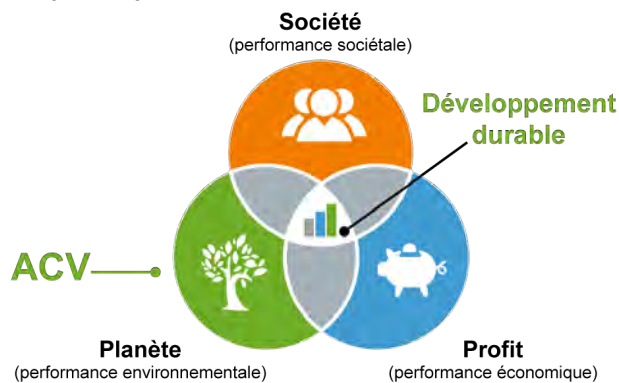 Société
(performance sociétale)
Développement
durable
ACV
Planète
(performance environnementale)
Profit
(performance économique)